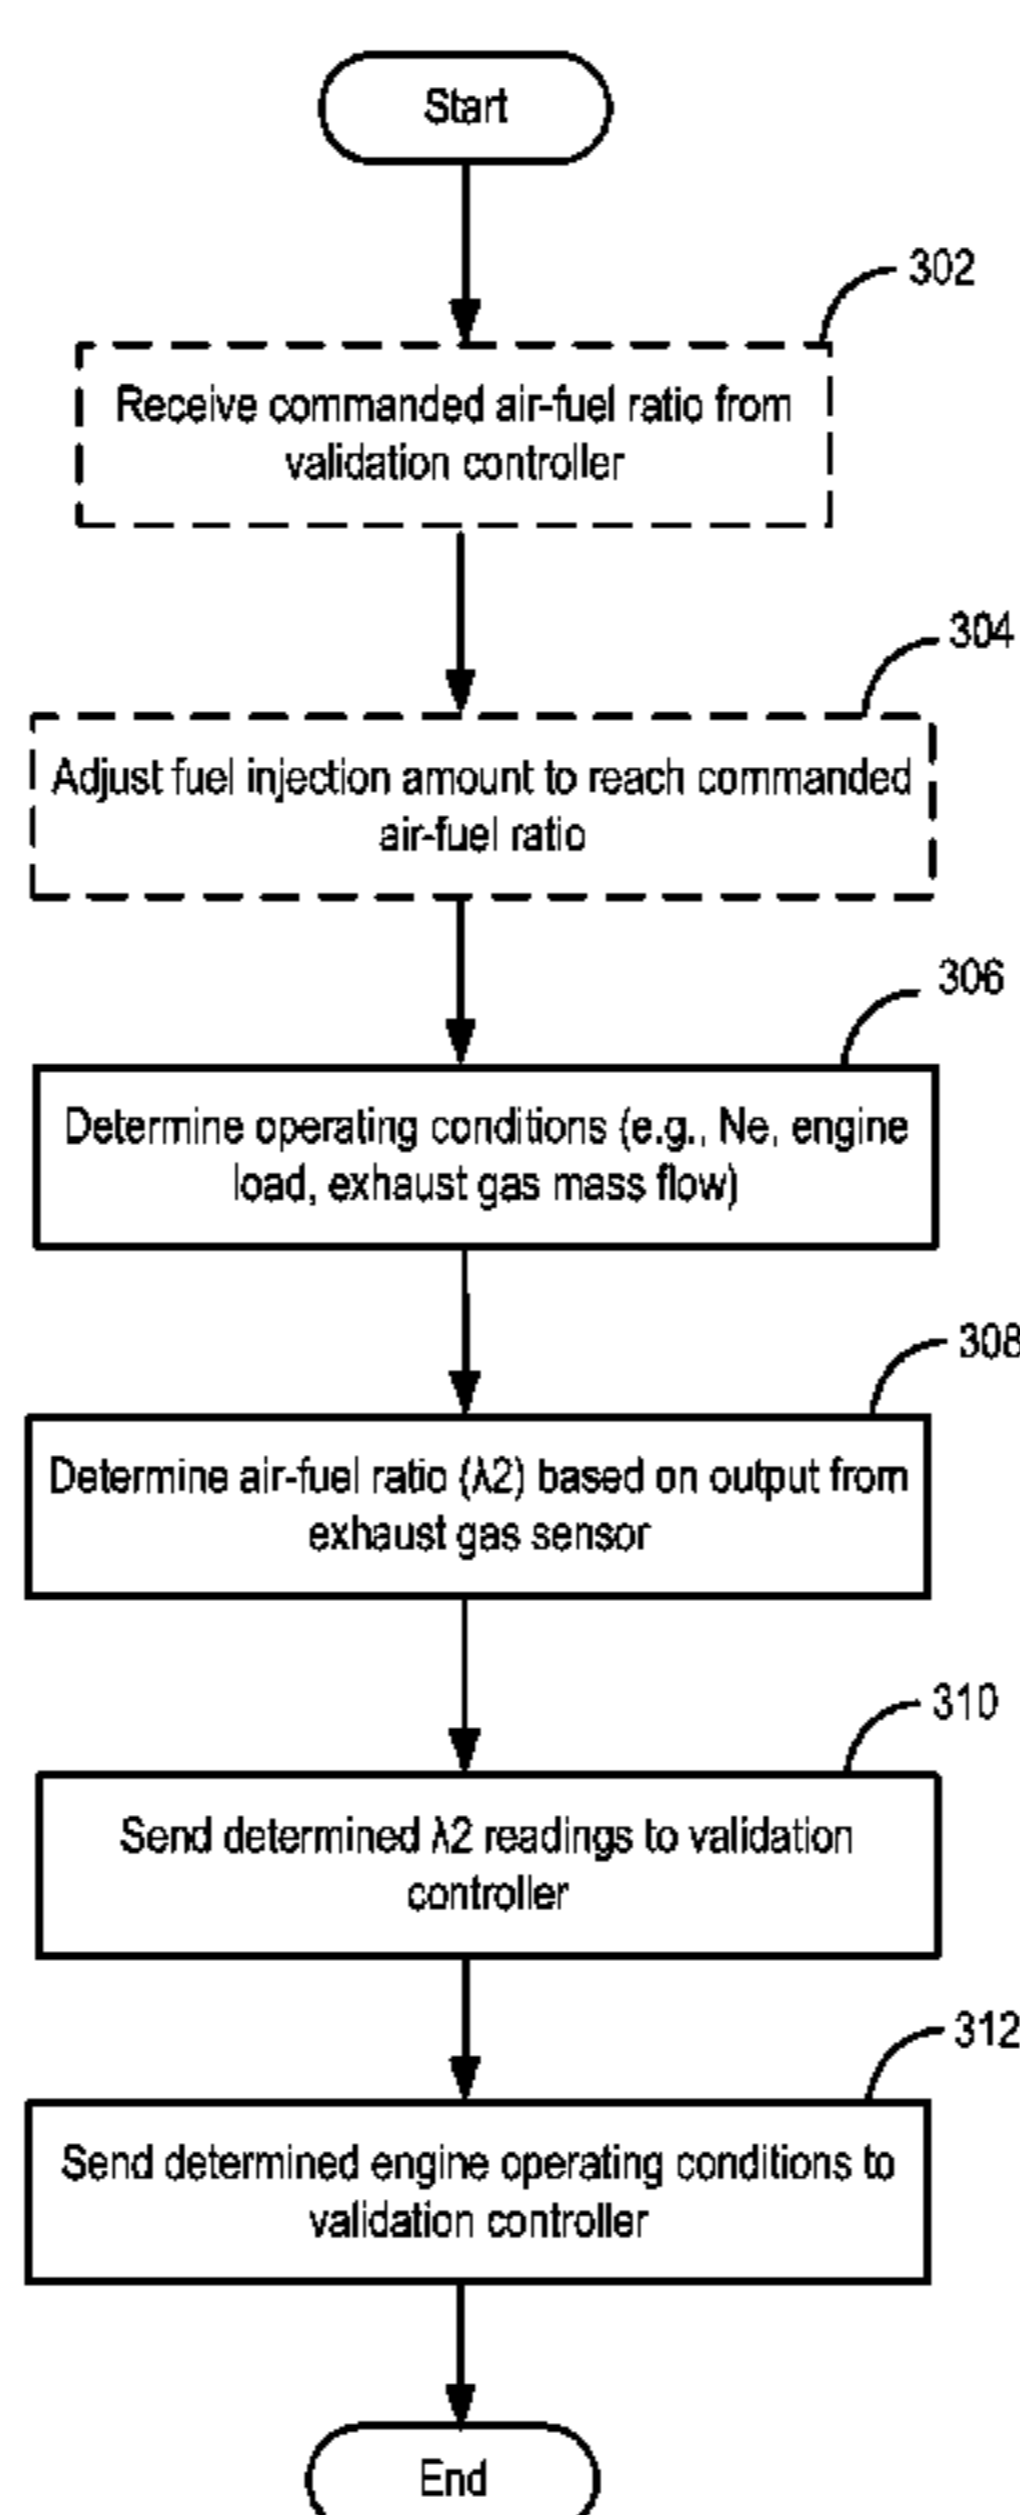 Start
302
Receive commanded air-fuel ratio from
validation controller
304
Adjust fuel injection amount to reach commanded
air-fuel ratio
306
Determine operating conditions (e.g., Ne, engine
load, exhaust gas mass flow)
308
Determine air-fuel ratio (λ2) based on output from
exhaust gas sensor
310
Send determined λ2 readings to validation
controller
312
Send determined engine operating conditions to
validation controller
End